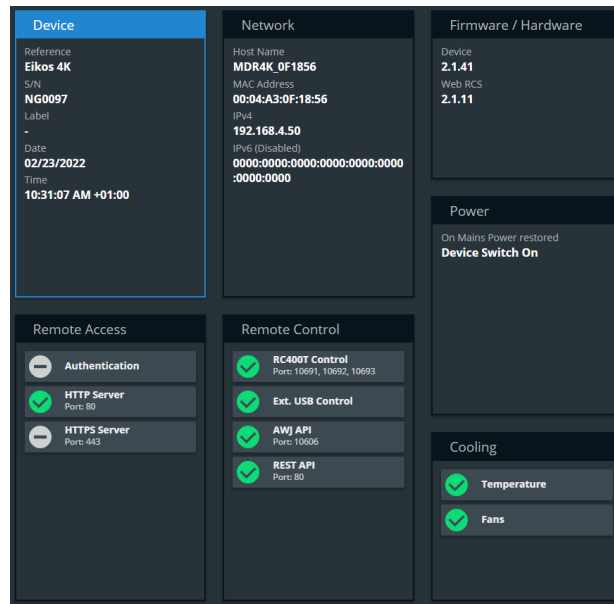 Device
Reference
Eikos 4K
S/N
NG0097
Label
-
Date
02/23/2022
Time
10:31:07 AM +01:00
Network
Host Name
MDR4K_0F1856
MAC Address
00:04:A3:0F:18:56
IPv4
192.168.4.50
IPv6 (Disabled)
0000:0000:0000:0000:0000:0000
:0000:0000
Firmware / Hardware
Device
2.1.41
Web RCS
2.1.11
Power
On Mains Power restored
Device Switch On
Remote Access
Authentication
HTTP Server
Port: 80
HTTPS Server
Port: 443
Remote Control
RC400T Control
Port: 10691, 10692, 10693
Ext. USB Control
AWJ API
Port: 10606
REST API
Port: 80
Cooling
Temperature
Fans